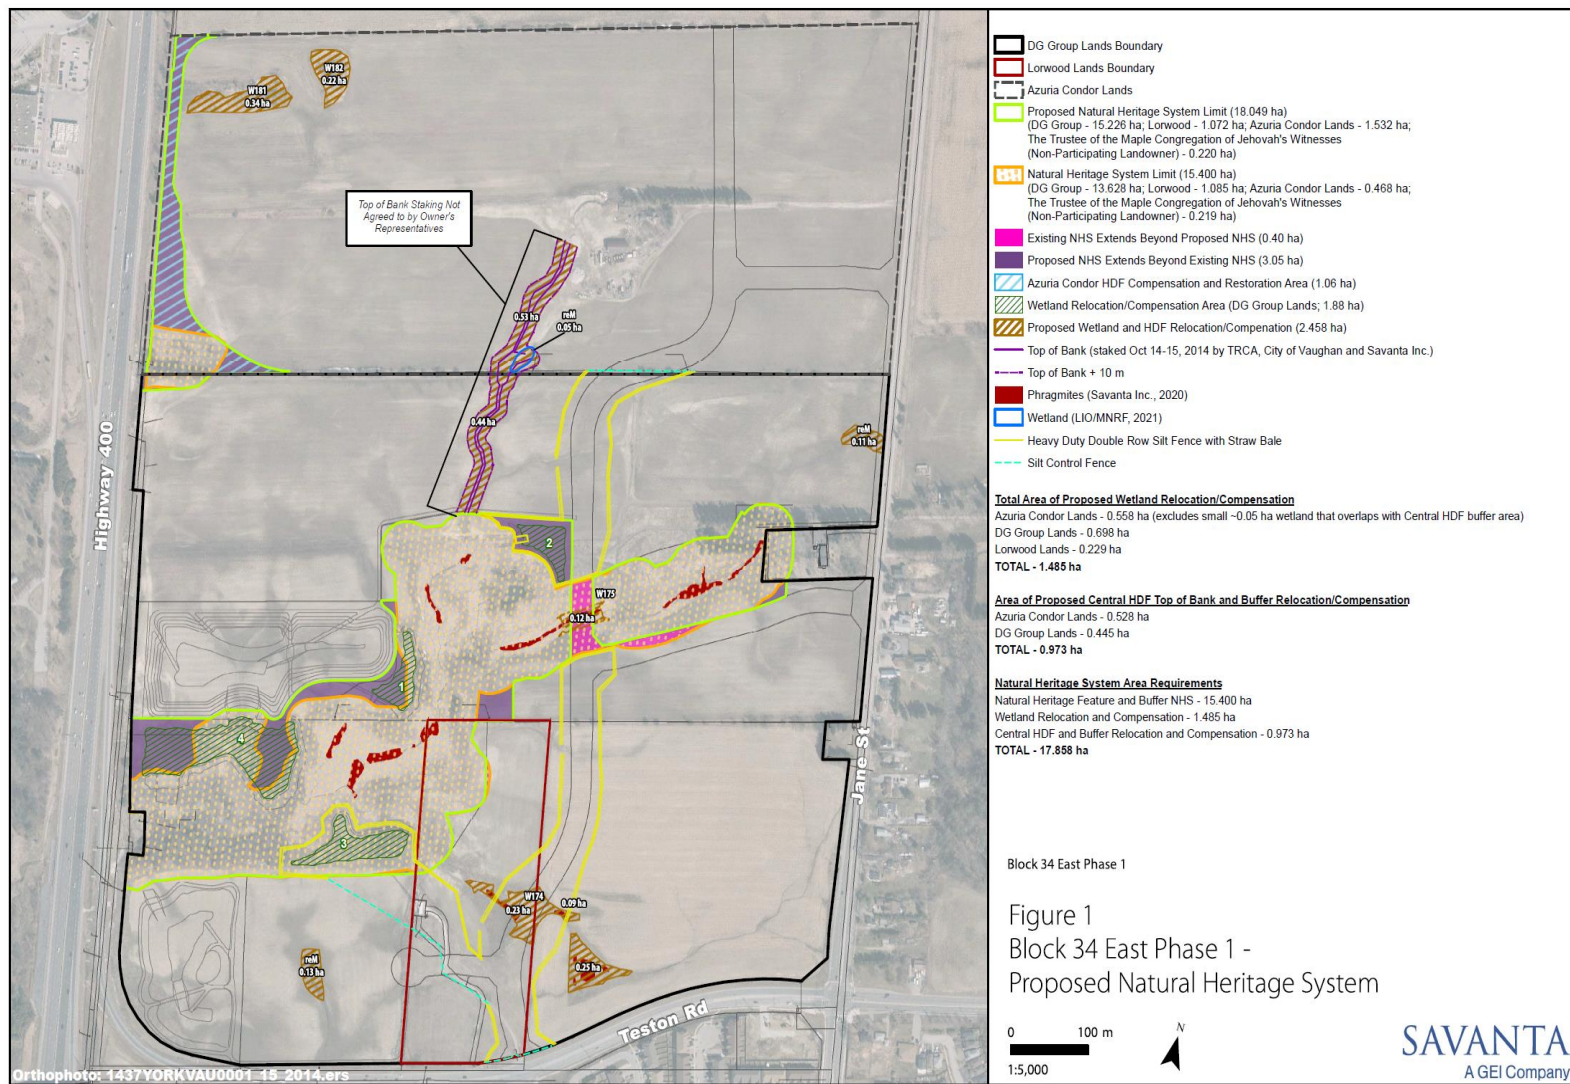 W182
0.22 ha
W181
0.34 ha
Top of Bank Staking Not
Agreed to by Owner's
Representatives
0.53 ha
reM
0.05 ha
0.44 ha
reM
0.11 ha
Highway 400
2
W175
0.12 ha
1
4
3
Jane St
W174
0.23 ha
0.09 ha
0.25 ha
reM
0.13 ha
Teston Rd
Orthophoto: 1437YORKVAU0001_15_2014.ers
DG Group Lands Boundary
Lorwood Lands Boundary
Azuria Condor Lands
Proposed Natural Heritage System Limit (18.049 ha)
(DG Group - 15.226 ha; Lorwood - 1.072 ha; Azuria Condor Lands - 1.532 ha;
The Trustee of the Maple Congregation of Jehovah's Witnesses
(Non-Participating Landowner) - 0.220 ha)
Natural Heritage System Limit (15.400 ha)
(DG Group - 13.628 ha; Lorwood - 1.085 ha; Azuria Condor Lands - 0.468 ha;
The Trustee of the Maple Congregation of Jehovah's Witnesses
(Non-Participating Landowner) - 0.219 ha)
Existing NHS Extends Beyond Proposed NHS (0.40 ha)
Proposed NHS Extends Beyond Existing NHS (3.05 ha)
Azuria Condor HDF Compensation and Restoration Area (1.06 ha)
Wetland Relocation/Compensation Area (DG Group Lands; 1.88 ha)
Proposed Wetland and HDF Relocation/Compenation (2.458 ha)
Top of Bank (staked Oct 14-15, 2014 by TRCA, City of Vaughan and Savanta Inc.)
Top of Bank + 10 m
Phragmites (Savanta Inc., 2020)
Wetland (LIO/MNRF, 2021)
Heavy Duty Double Row Silt Fence with Straw Bale
Silt Control Fence
Total Area of Proposed Wetland Relocation/Compensation
Azuria Condor Lands - 0.558 ha (excludes small ~0.05 ha wetland that overlaps with Central HDF buffer area)
DG Group Lands - 0.698 ha
Lorwood Lands - 0.229 ha
TOTAL - 1.485 ha
Area of Proposed Central HDF Top of Bank and Buffer Relocation/Compensation
Azuria Condor Lands - 0.528 ha
DG Group Lands - 0.445 ha
TOTAL - 0.973 ha
Natural Heritage System Area Requirements
Natural Heritage Feature and Buffer NHS - 15.400 ha
Wetland Relocation and Compensation - 1.485 ha
Central HDF and Buffer Relocation and Compensation - 0.973 ha
TOTAL - 17.858 ha
Block 34 East Phase 1
Figure 1
Block 34 East Phase 1 -
Proposed Natural Heritage System
0 100 m
1:5,000
N
SAVANTA
A GEI Company